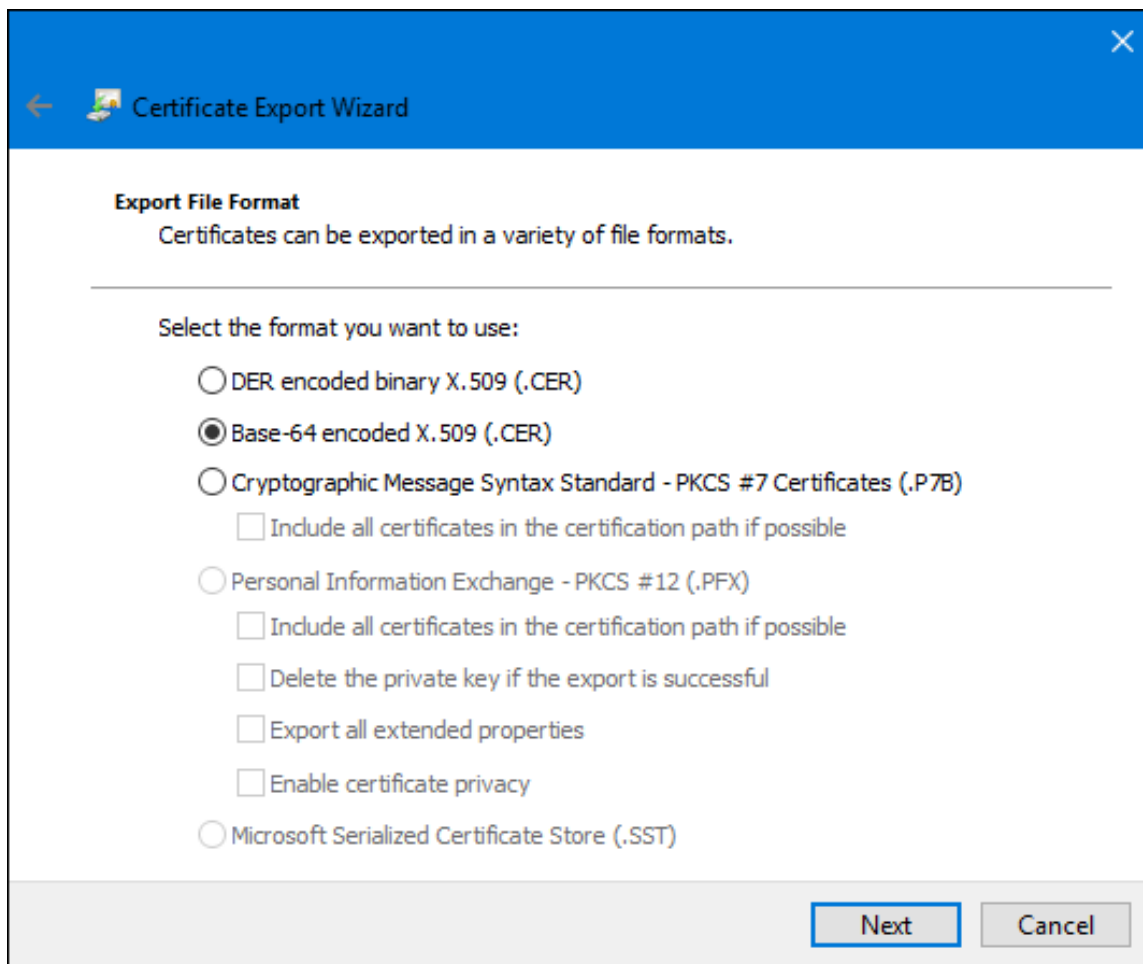 Certificate Export Wizard
Export File Format
Certificates can be exported in a variety of file formats.
Select the format you want to use:
DER encoded binary X.509 (.CER)
Base-64 encoded X.509 (.CER)
Cryptographic Message Syntax Standard - PKCS #7 Certificates (.P7B)
Include all certificates in the certification path if possible
Personal Information Exchange - PKCS #12 (.PFX)
Include all certificates in the certification path if possible
Delete the private key if the export is successful
Export all extended properties
Enable certificate privacy
Microsoft Serialized Certificate Store (.SST)
Next Cancel